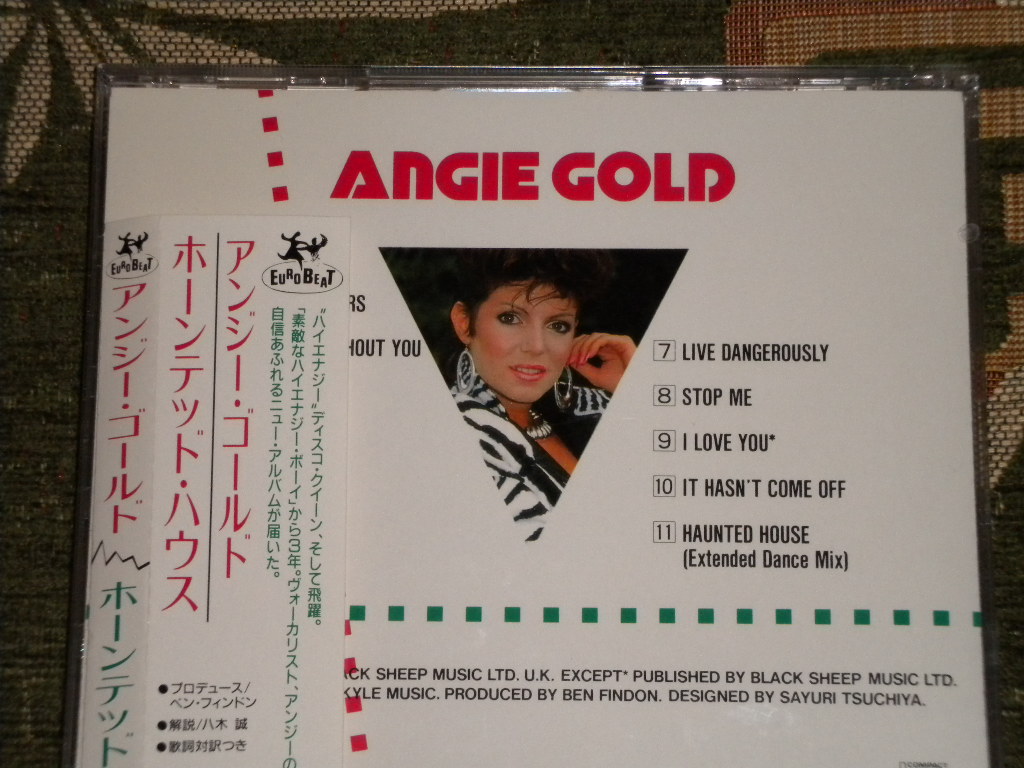 ANGIE GOLD
RS
HOUT YOU
7 LIVE DANGEROUSLY
8 STOP ME
9 I LOVE YOU*
10 IT HASN'T COME OFF
11 HAUNTED HOUSE
(Extended Dance Mix)
CK SHEEP MUSIC LTD. U.K. EXCEPT* PUBLISHED BY BLACK SHEEP MUSIC LTD.
KYLE MUSIC. PRODUCED BY BEN FINDON. DESIGNED BY SAYURI TSUCHIYA.
EUROBEAT
アンジー・ゴールド
ホーンテッド
EUROBEAT
“ハイエナジー”ディスコ・クイーン、そして飛躍。
「素敵なハイエナジー・ボーイ」から3年。ヴォーカリスト、アンジーの
自信あふれるニュー・アルバムが届いた。
アンジー・ゴールド
ホーンテッド・ハウス
●プロデュース/
ベン・フィンドン
●解説/八木 誠
●歌詞対訳つき